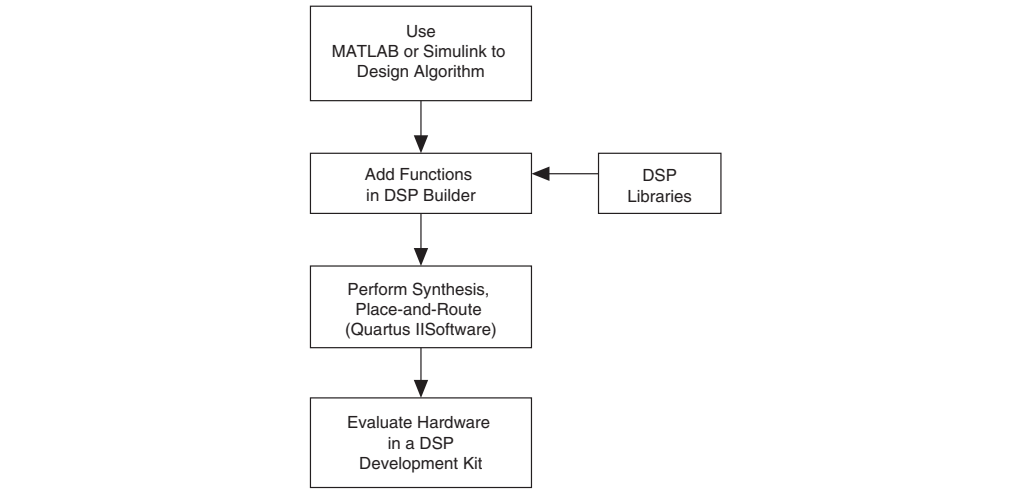 Use
MATLAB or Simulink to
Design Algorithm
Add Functions
in DSP Builder
DSP
Libraries
Perform Synthesis,
Place-and-Route
(Quartus IISoftware)
Evaluate Hardware
in a DSP
Development Kit